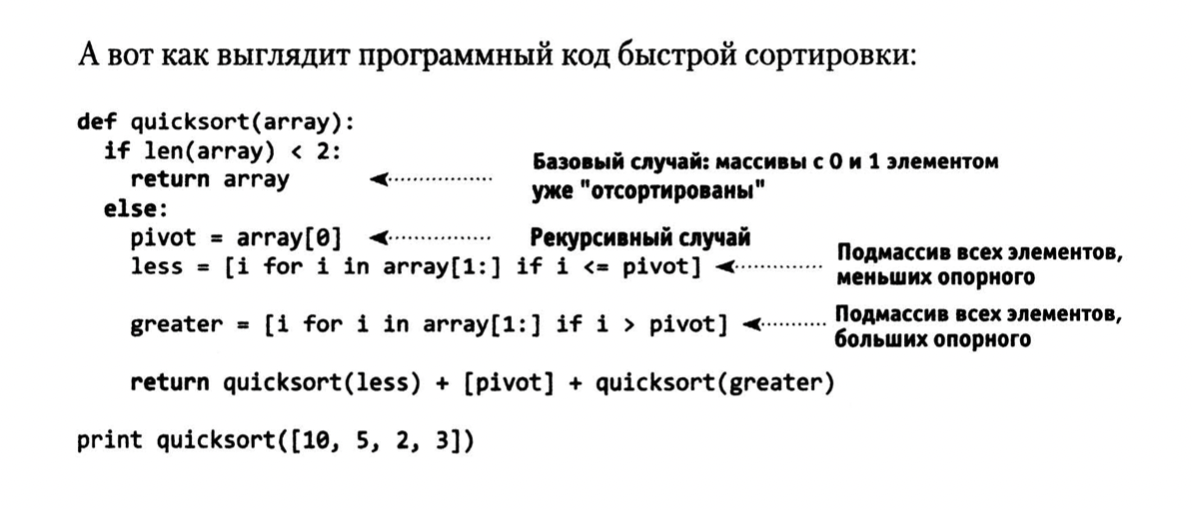 А вот как выглядит программный код быстрой сортировки:
def quicksort(array):
if len(array) < 2:
return array
Базовый случай: массивы с 0 и 1 элементом
уже "отсортированы"
else:
pivot = array[0]
Рекурсивный случай
less = [i for i in array[1:] if i <= pivot]
Подмассив всех элементов,
меньших опорного
greater = [i for i in array[1:] if i > pivot]
Подмассив всех элементов,
больших опорного
return quicksort(less) + [pivot] + quicksort(greater)
print quicksort([10, 5, 2, 3])